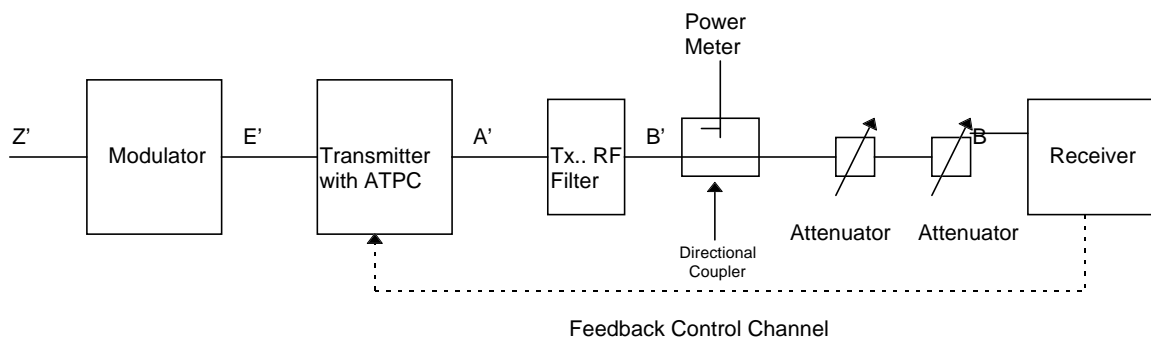 Power
Meter
Z’
Modulator
E’
Transmitter
with ATPC
A’
Tx.. RF
Filter
B’
B
Receiver
Attenuator
Attenuator
Directional
Coupler
Feedback Control Channel